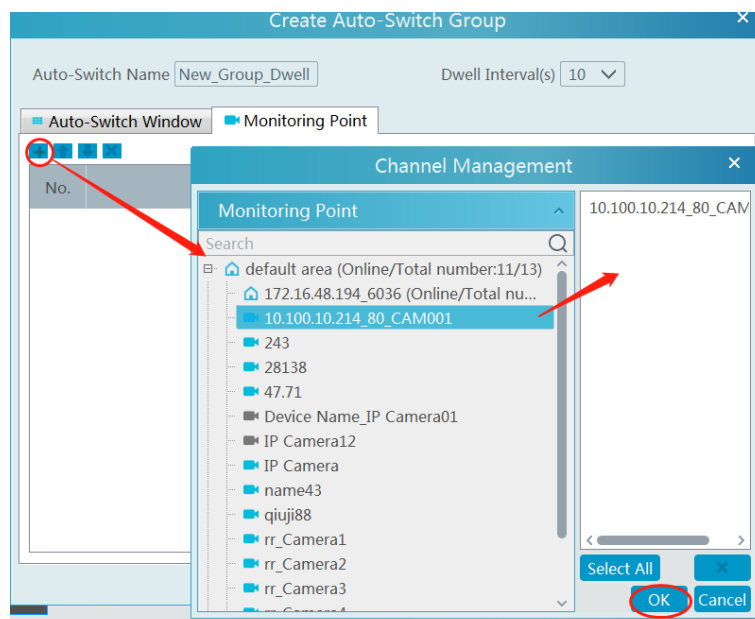 Create Auto-Switch Group
Auto-Switch Name New_Group_Dwell Dwell Interval(s) 10
Auto-Switch Window Monitoring Point
No.
Channel Management
Monitoring Point
Search
default area (Online/Total number:11/13)
172.16.48.194_6036 (Online/Total nu...
10.100.10.214_80_CAM001
243
28138
47.71
Device Name_IP Camera01
IP Camera12
IP Camera
name43
qiuji88
rr_Camera1
rr_Camera2
rr_Camera3
10.100.10.214_80_CAM
Select All
OK Cancel